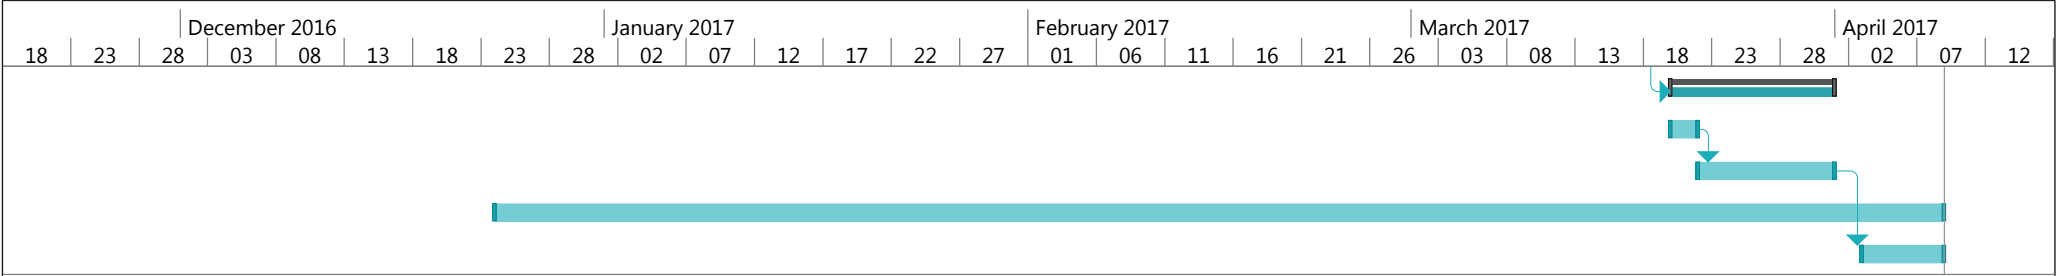 December 2016 January 2017 February 2017 March 2017 April 2017
18 23 28 03 08 13 18 23 28 02 07 12 17 22 27 01 06 11 16 21 26 03 08 13 18 23 28 02 07 12